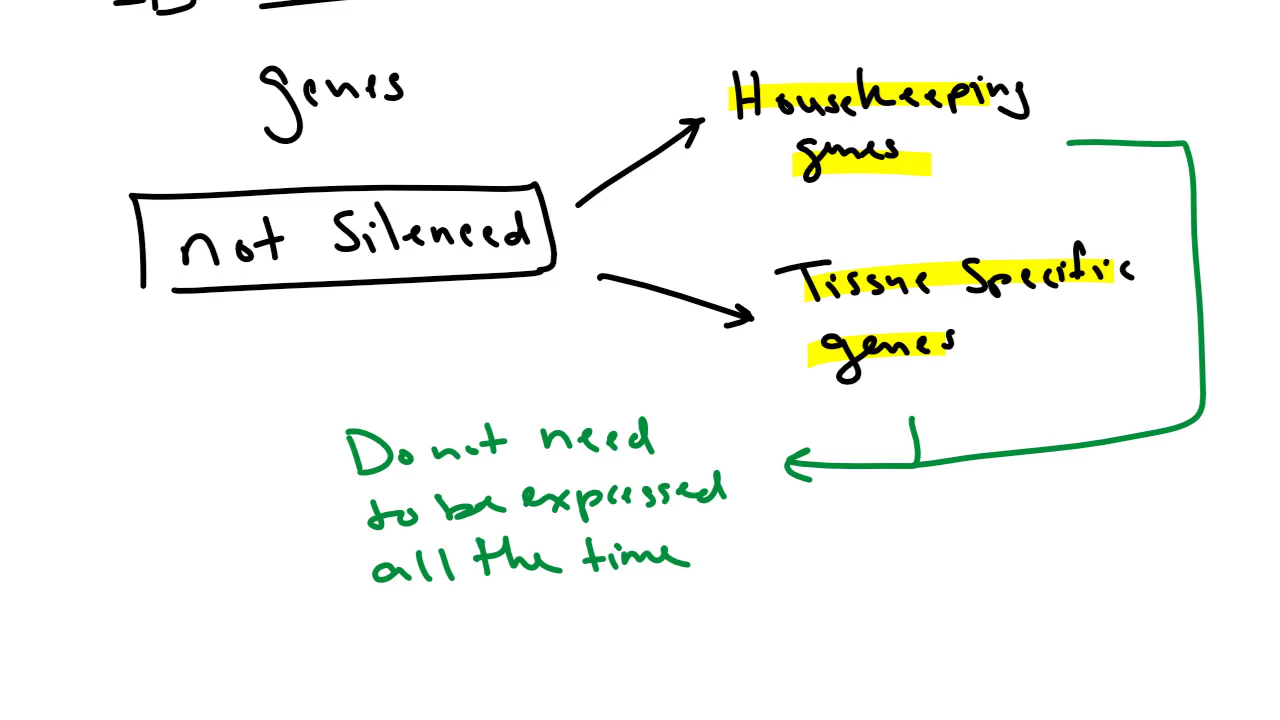 genes
not Silenced
Housekeeping
genes
Tissue Specific
genes
Do not need
to be expressed
all the time